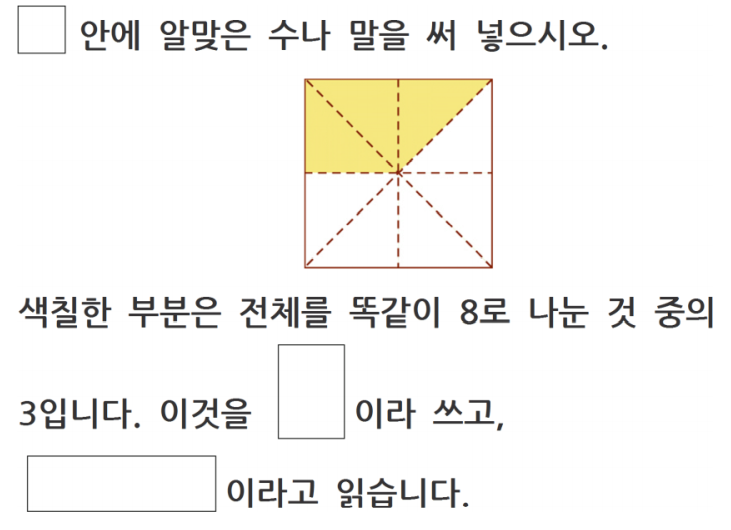 안에 알맞은 수나 말을 써 넣으시오.
색칠한 부분은 전체를 똑같이 8로 나눈 것 중의
3입니다. 이것을 이라 쓰고,
이라고 읽습니다.